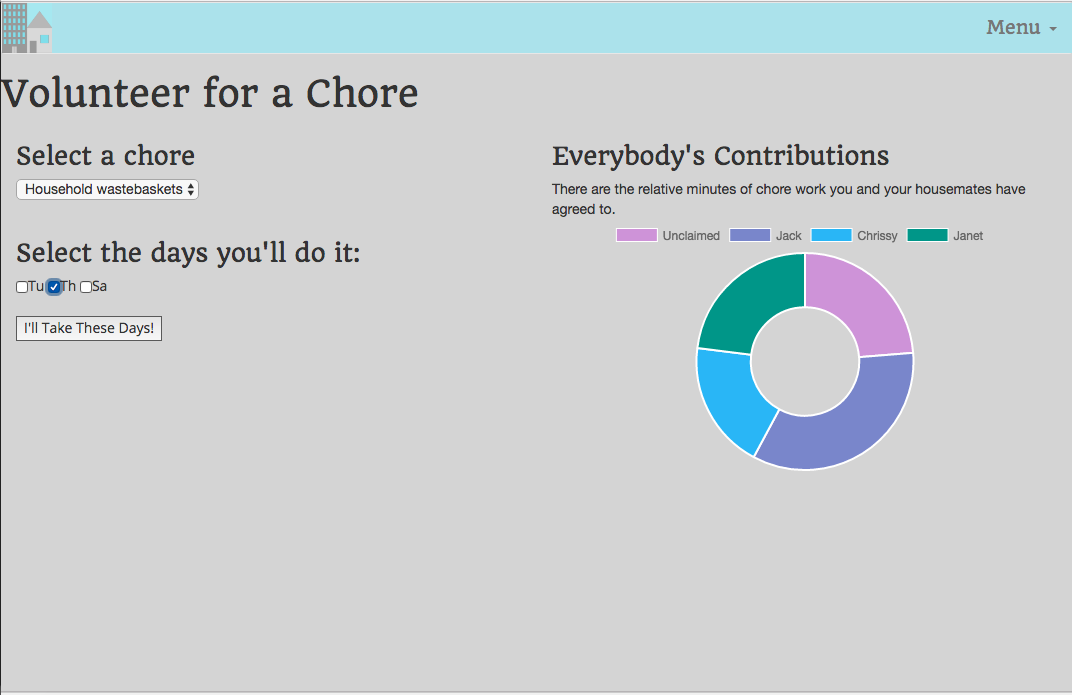 Menu
Volunteer for a Chore
Select a chore
Household wastebaskets
Select the days you'll do it:
Tu Th Sa
I'll Take These Days!
Everybody's Contributions
There are the relative minutes of chore work you and your housemates have
agreed to.
Unclaimed Jack Chrissy Janet